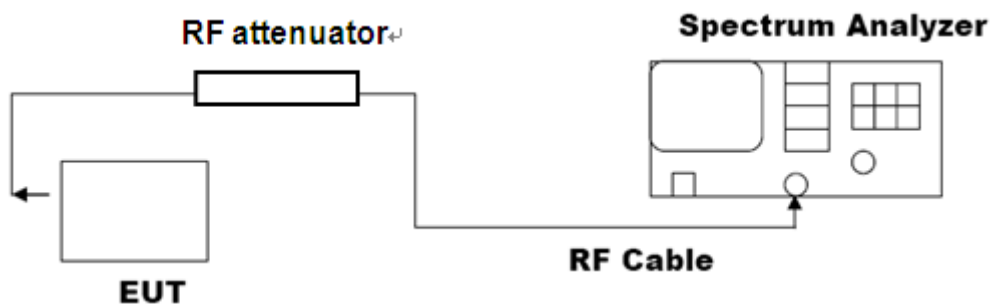 RF attenuator↵
Spectrum Analyzer
RF Cable
EUT